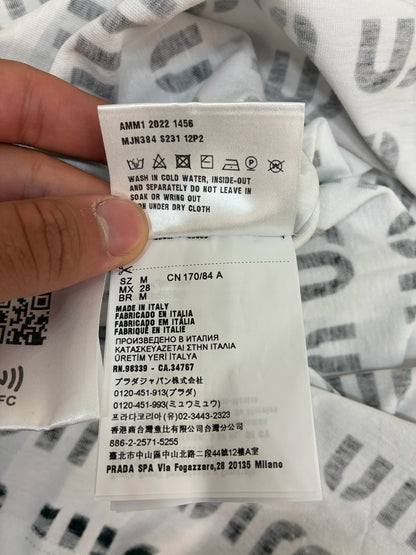 AMM1 2022 1456
MJN384 S231 12P2
WASH IN COLD WATER, INSIDE-OUT
AND SEPARATELY DO NOT LEAVE IN
SOAK OR WRING OUT
IRON UNDER DRY CLOTH
SZ M CN 170/84 A
MX 28
BR M
MADE IN ITALY
FABRICADO EN ITALIA
FABRICADO EM ITÁLIA
FABRIQUÉ EN ITALIE
ПРОИЗВЕДЕНО В ИТАЛИИ
ΚΑΤΑΣΚΕΥΑΖΕΤΑΙ ΣΤΗΝ ΙΤΑΛΙΑ
ÜRETİM YERİ İTALYA
RN.98339 - CA.34767
プラダジャパン株式会社
0120-451-913(プラダ)
0120-451-993(ミュウミュウ)
프라다코리아 (유) 02-3443-2323
香港商台灣意比有限公司台灣分公司
886-2-2571-5255
臺北市中山區中山北路二段44號12樓A室
PRADA SPA Via Fogazzaro, 28 20135 Milano
FC